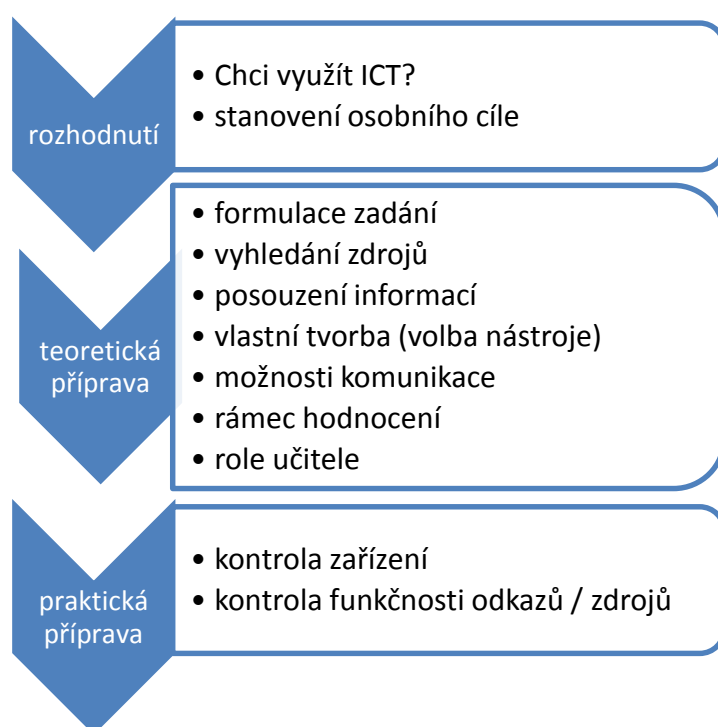 rozhodnutí
• Chci využít ICT?
• stanovení osobního cíle
teoretická
příprava
• formulace zadání
• vyhledání zdrojů
• posouzení informací
• vlastní tvorba (volba nástroje)
• možnosti komunikace
• rámec hodnocení
• role učitele
praktická
příprava
• kontrola zařízení
• kontrola funkčnosti odkazů / zdrojů